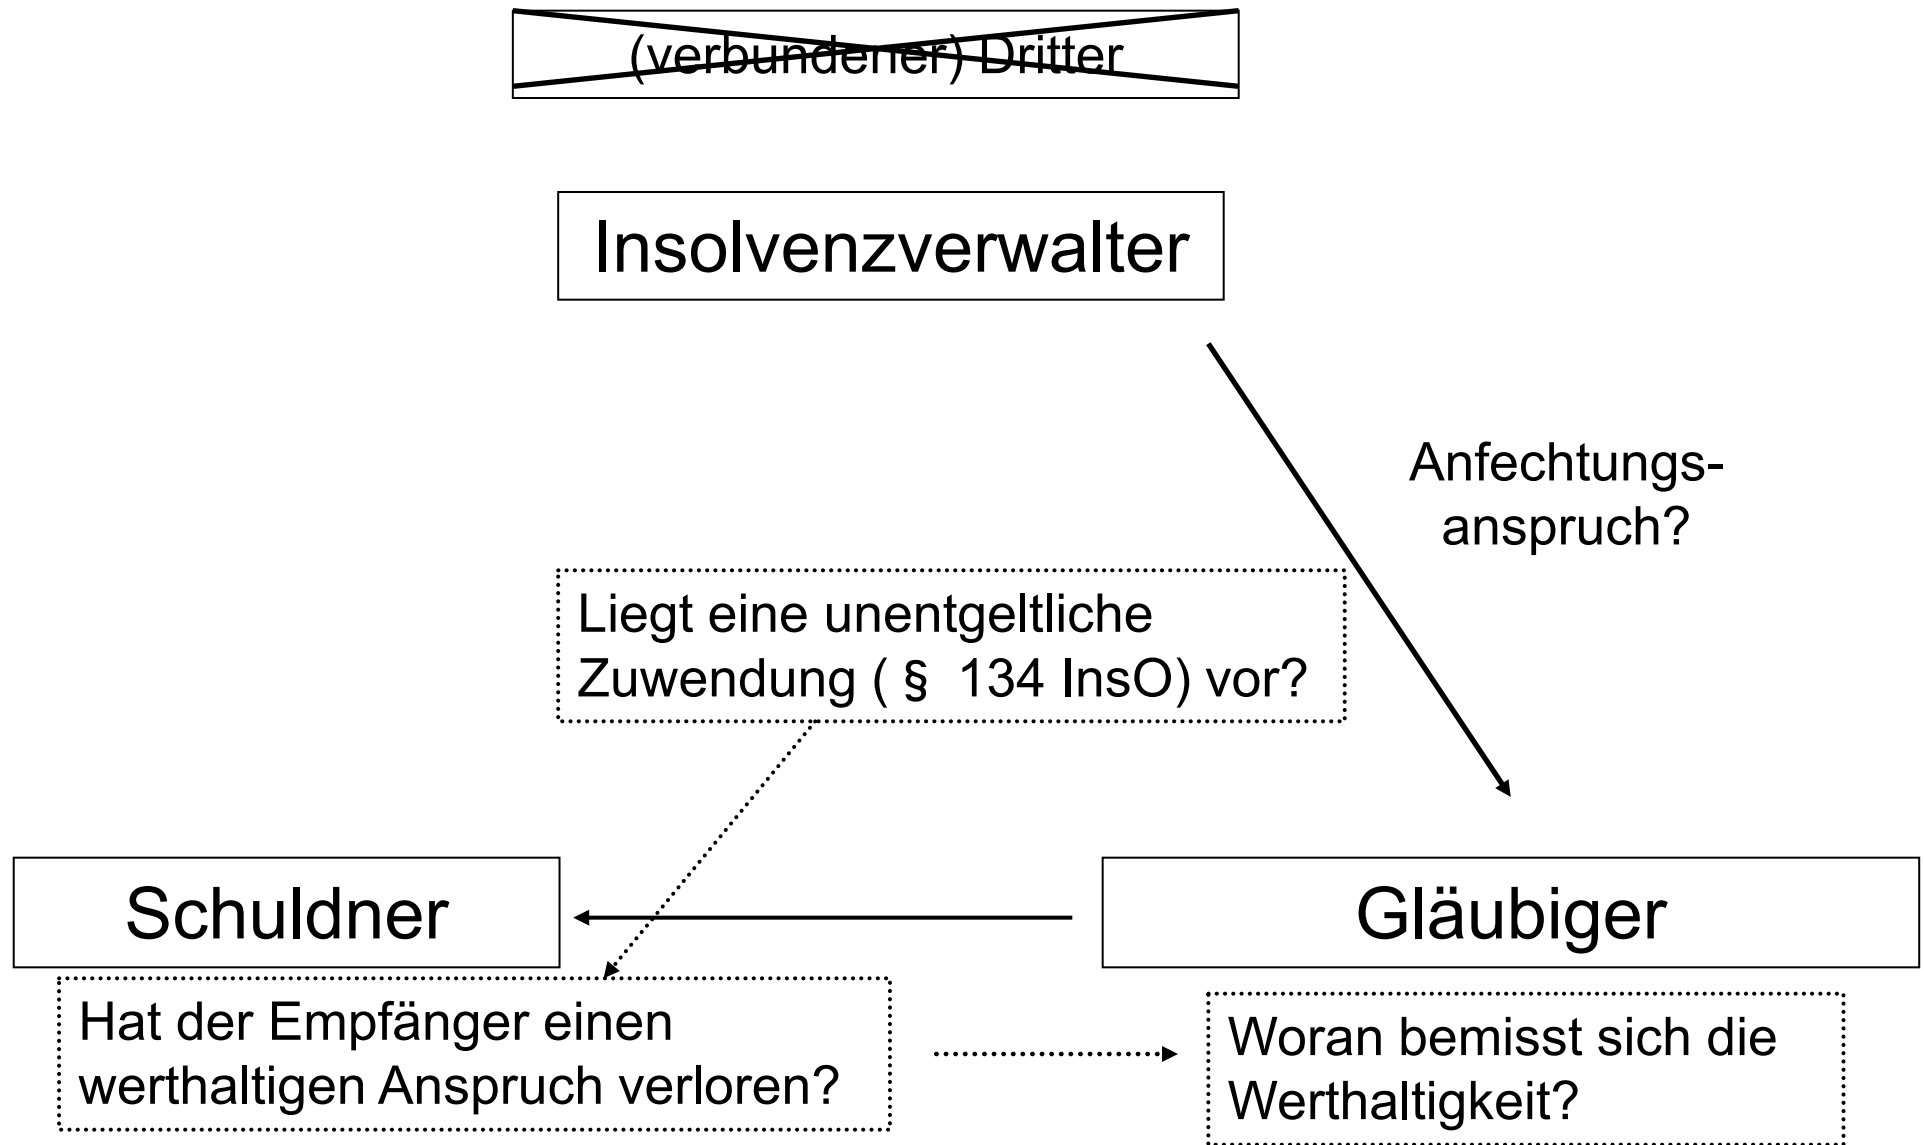 (verbundener) Dritter
Insolvenzverwalter
Anfechtungs-
anspruch?
Liegt eine unentgeltliche
Zuwendung ( § 134 InsO) vor?
Schuldner
Gläubiger
Hat der Empfänger einen
werthaltigen Anspruch verloren?
Woran bemisst sich die
Werthaltigkeit?